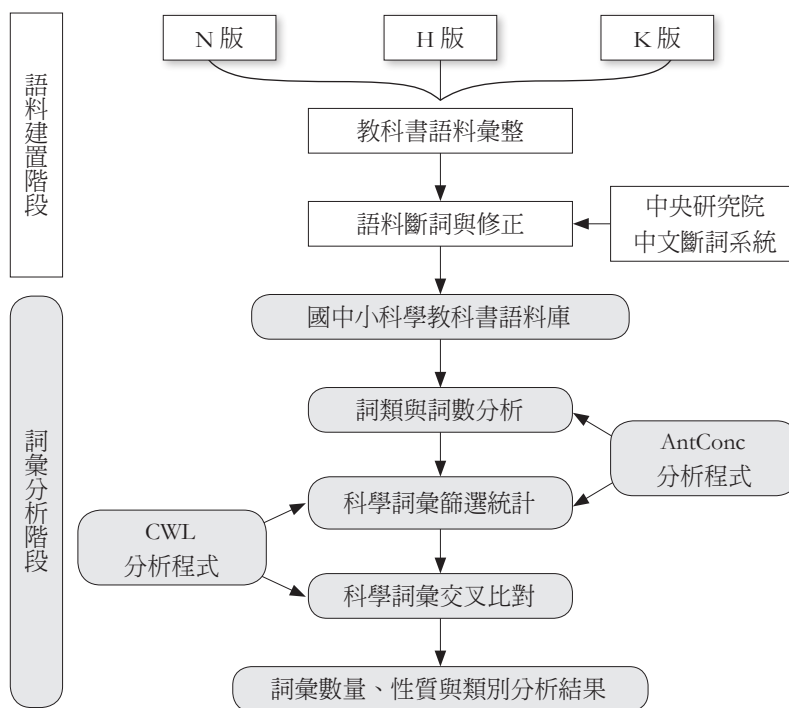 N 版
H 版
K 版
語料建置階段
教科書語料彙整
語料斷詞與修正
中央研究院
中文斷詞系統
國中小科學教科書語料庫
詞彙分析階段
詞類與詞數分析
AntConc
分析程式
科學詞彙篩選統計
CWL
分析程式
科學詞彙交叉比對
詞彙數量、性質與類別分析結果